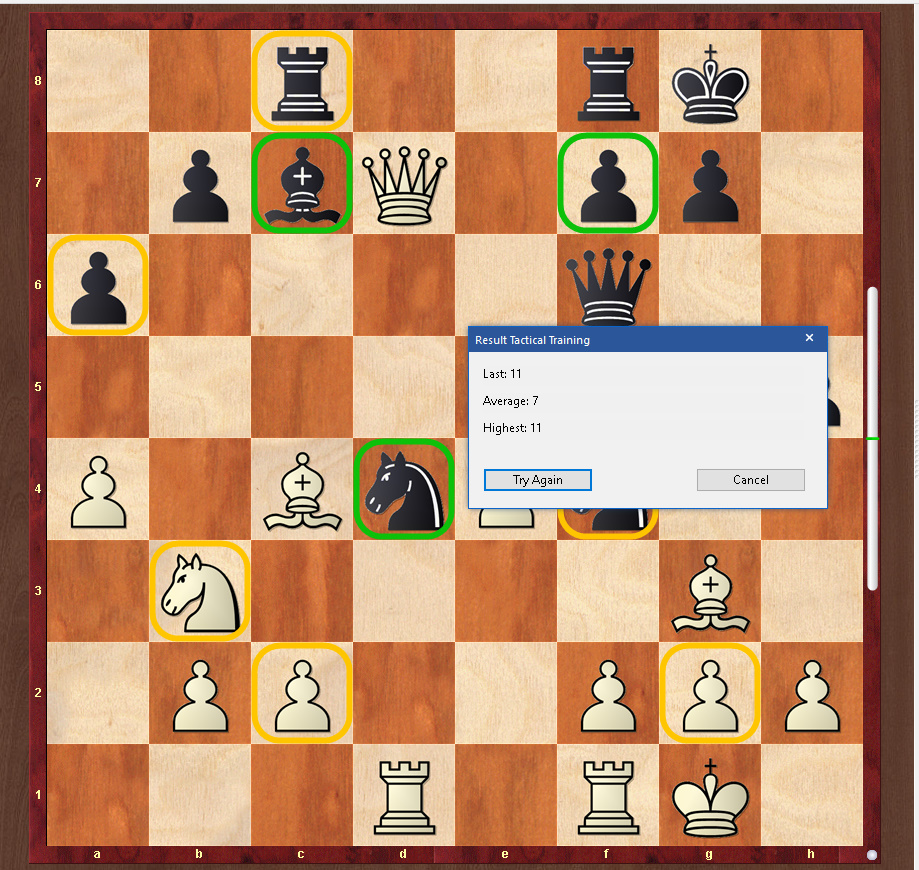 8
7
6
Result Tactical Training
Last: 11
5
Average: 7
Highest: 11
4
Try Again Cancel
3
2
1
a b c d e f g h